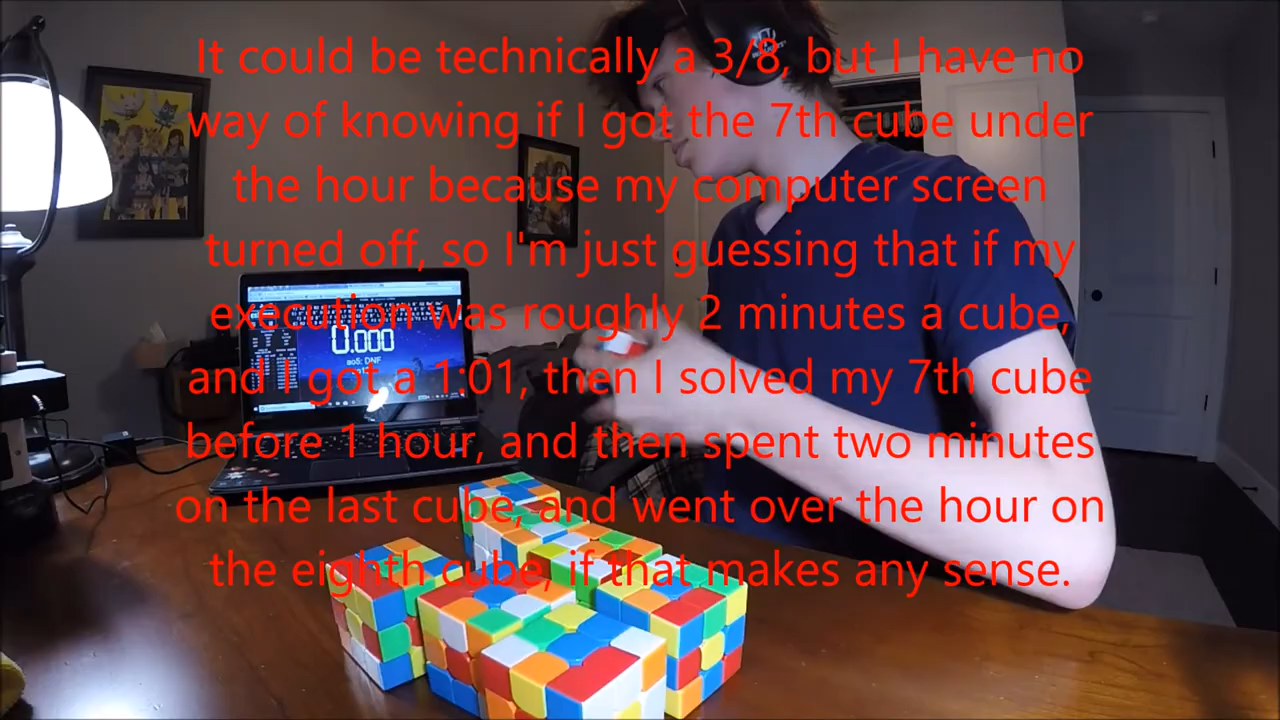 It could be technically a 3/8, but I have no
way of knowing if I got the 7th cube under
the hour because my computer screen
turned off, so I'm just guessing that if my
execution was roughly 2 minutes a cube,
and I got a 1:01, then I solved my 7th cube
before 1 hour, and then spent two minutes
on the last cube, and went over the hour on
the eighth cube, if that makes any sense.
0.000
ao5: DNF